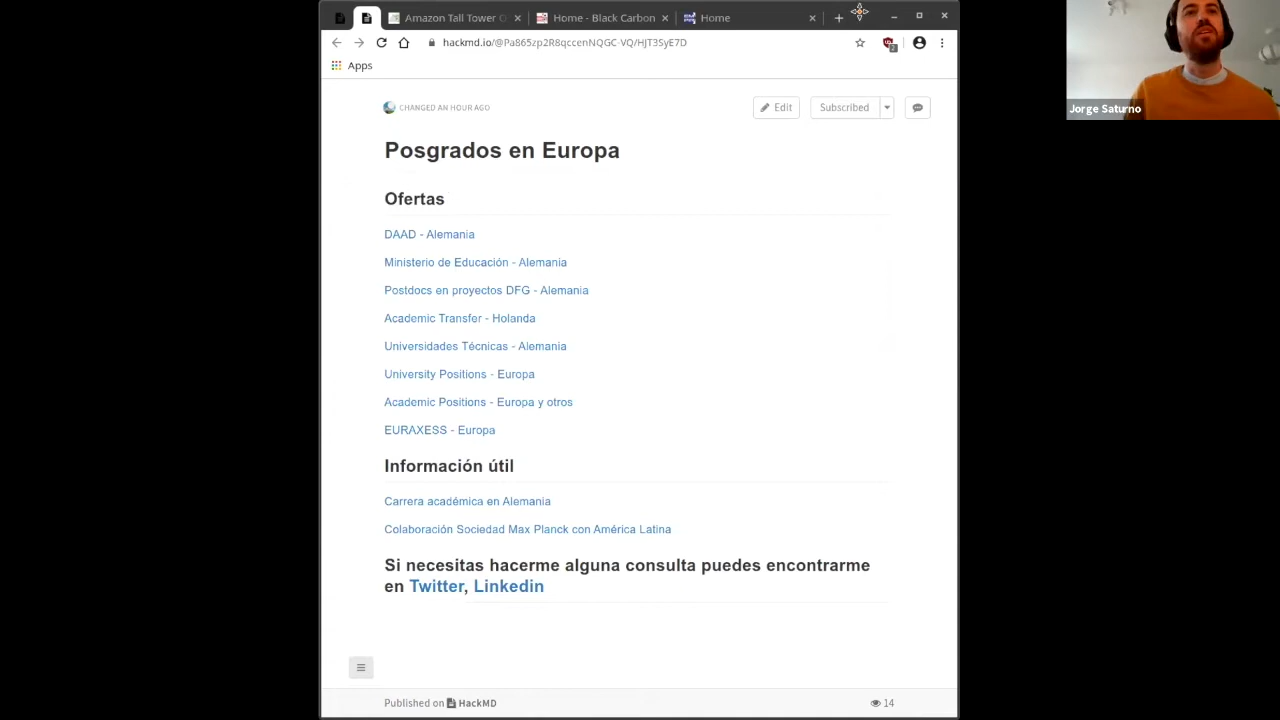 Amazon Tall Tower O
Home - Black Carbon
Home
hackmd.io/@Pa865zp2R8qccenNQGC-VQ/HJT3SyE7D
2
Apps
CHANGED AN HOUR AGO
Edit
Subscribed
Posgrados en Europa
Ofertas
DAAD - Alemania
Ministerio de Educación - Alemania
Postdocs en proyectos DFG - Alemania
Academic Transfer - Holanda
Universidades Técnicas - Alemania
University Positions - Europa
Academic Positions - Europa y otros
EURAXESS - Europa
Información útil
Carrera académica en Alemania
Colaboración Sociedad Max Planck con América Latina
Si necesitas hacerme alguna consulta puedes encontrarme
en Twitter, Linkedin
Published on HackMD
14
Jorge Saturno